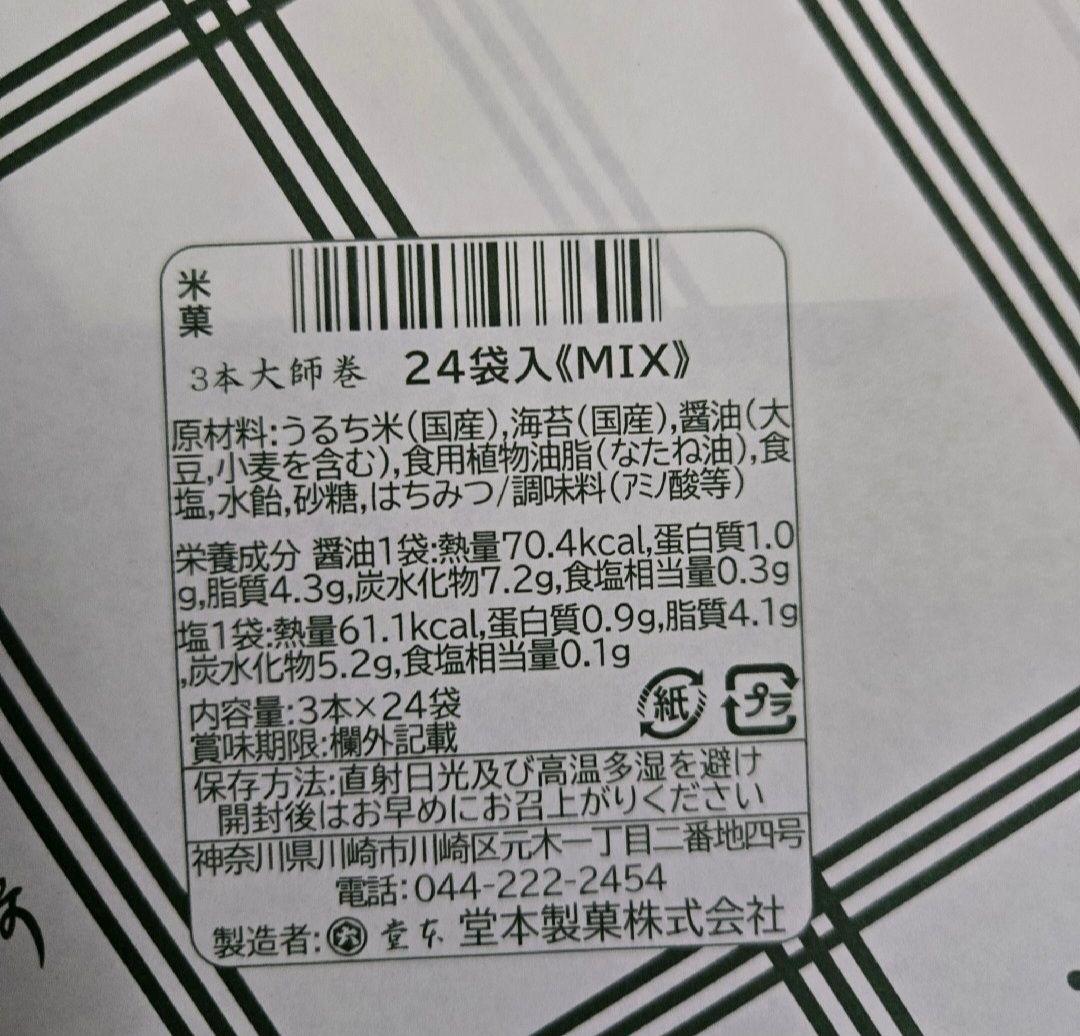 米菓
3本大師巻 24袋入《MIX》
原材料:うるち米(国産),海苔(国産),醤油(大
豆,小麦を含む),食用植物油脂(なたね油),食
塩,水飴,砂糖,はちみつ/調味料(アミノ酸等)
栄養成分 醤油1袋:熱量70.4kcal,蛋白質1.0
g,脂質4.3g,炭水化物7.2g,食塩相当量0.3g
塩1袋:熱量61.1kcal,蛋白質0.9g,脂質4.1g
,炭水化物5.2g,食塩相当量0.1g
内容量:3本×24袋
賞味期限:欄外記載
紙 プラ
保存方法:直射日光及び高温多湿を避け
開封後はお早めにお召上がりください
神奈川県川崎市川崎区元木一丁目二番地四号
電話:044-222-2454
製造者: 堂本 堂本製菓株式会社